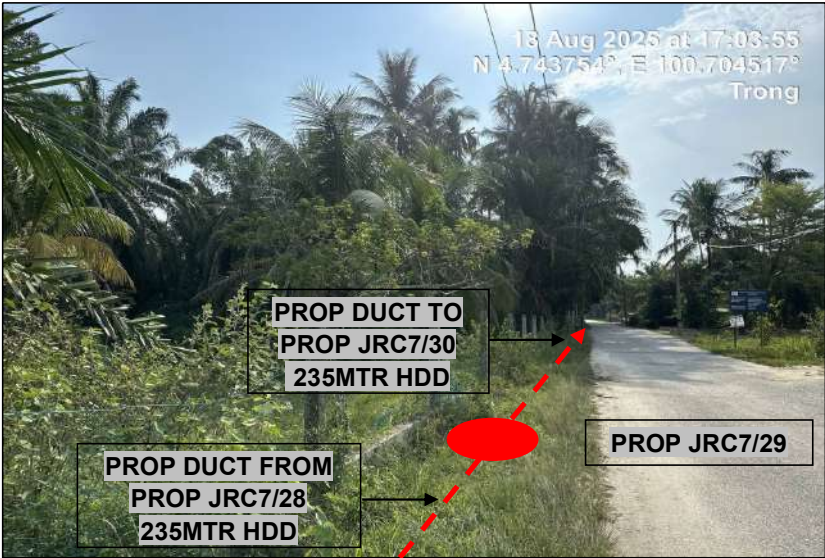 13 Aug 2025 at 17:03:55
N 4.743754°, E 100.704517°
Trong
PROP DUCT TO
PROP JRC7/30
235MTR HDD
PROP JRC7/29
PROP DUCT FROM
PROP JRC7/28
235MTR HDD